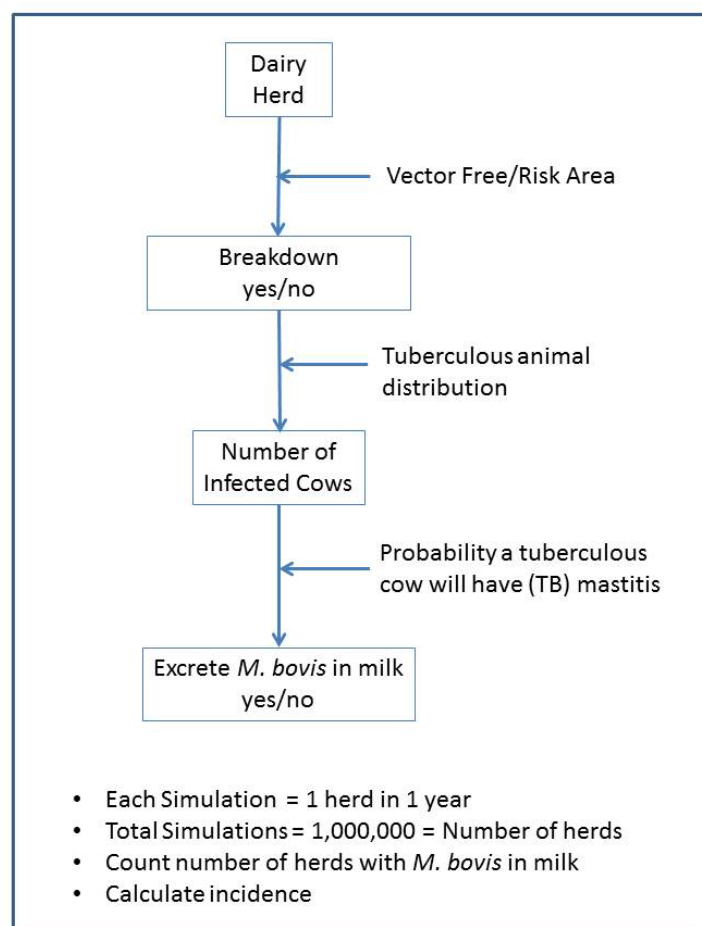 Dairy
Herd
Vector Free/Risk Area
Breakdown
yes/no
Tuberculous animal
distribution
Number of
Infected Cows
Probability a tuberculous
cow will have (TB) mastitis
Excrete M. bovis in milk
yes/no
• Each Simulation = 1 herd in 1 year
• Total Simulations = 1,000,000 = Number of herds
• Count number of herds with M. bovis in milk
• Calculate incidence